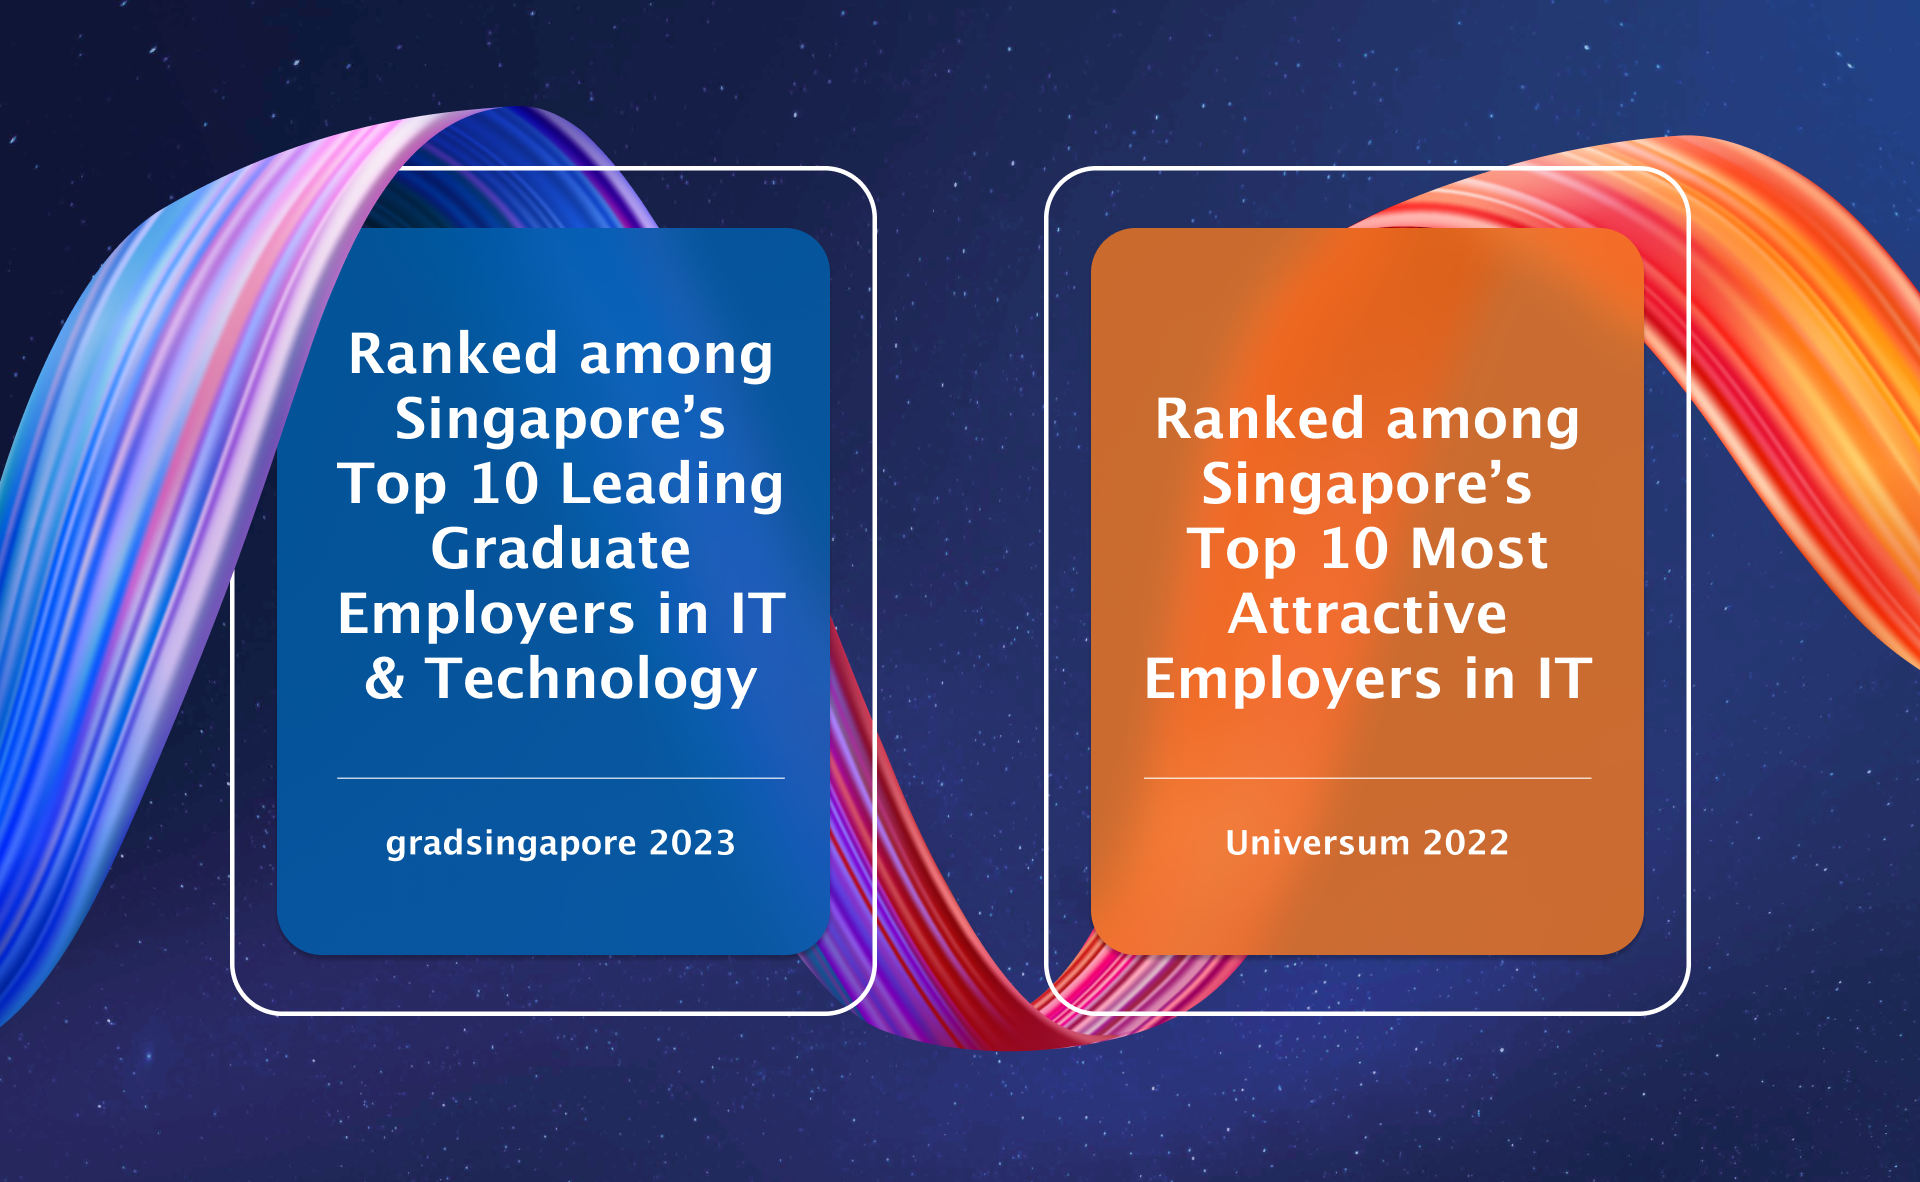 Ranked among
Singapore’s
Top 10 Leading
Graduate
Employers in IT
& Technology
gradsingapore 2023
Ranked among
Singapore’s
Top 10 Most
Attractive
Employers in IT
Universum 2022